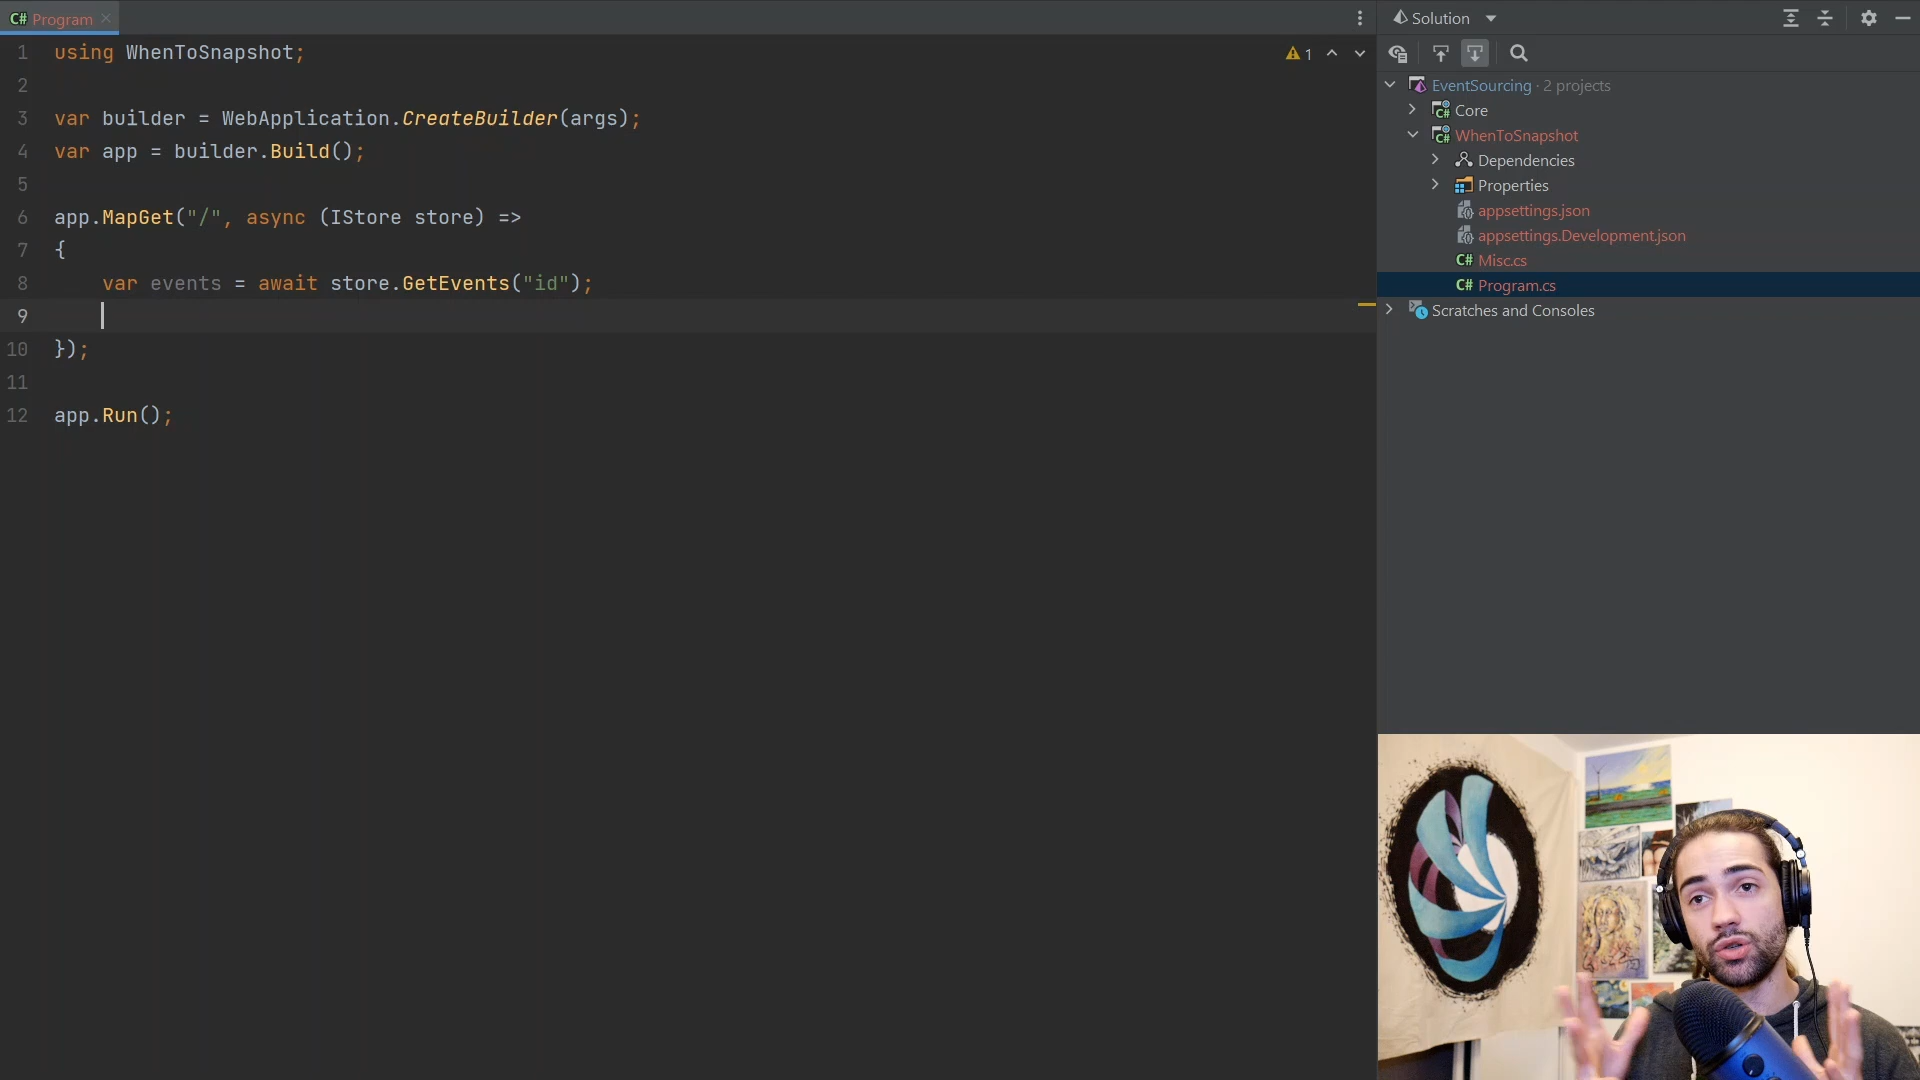 C# Program ×
1 using WhenToSnapshot;
2
3 var builder = WebApplication.CreateBuilder(args);
4 var app = builder.Build();
5
6 app.MapGet("/", async (IStore store) =>
7 {
8 var events = await store.GetEvents("id");
9
10 });
11
12 app.Run();
1
Solution
EventSourcing · 2 projects
C# Core
C# WhenToSnapshot
Dependencies
Properties
appsettings.json
appsettings.Development.json
C# Misc.cs
C# Program.cs
Scratches and Consoles